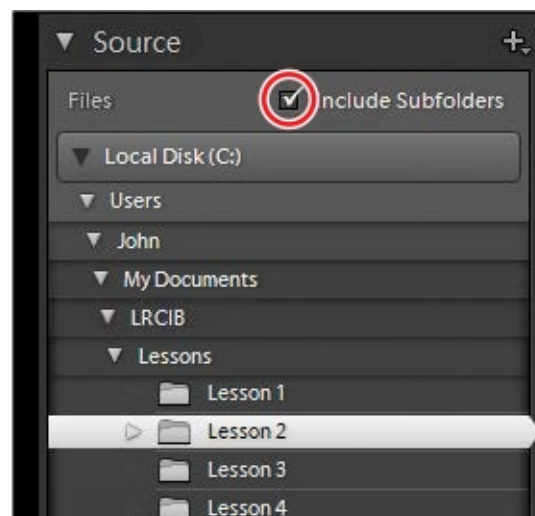 Source
Files Include Subfolders
Local Disk (C:)
Users
John
My Documents
LRCIB
Lessons
Lesson 1
Lesson 2
Lesson 3
Lesson 4